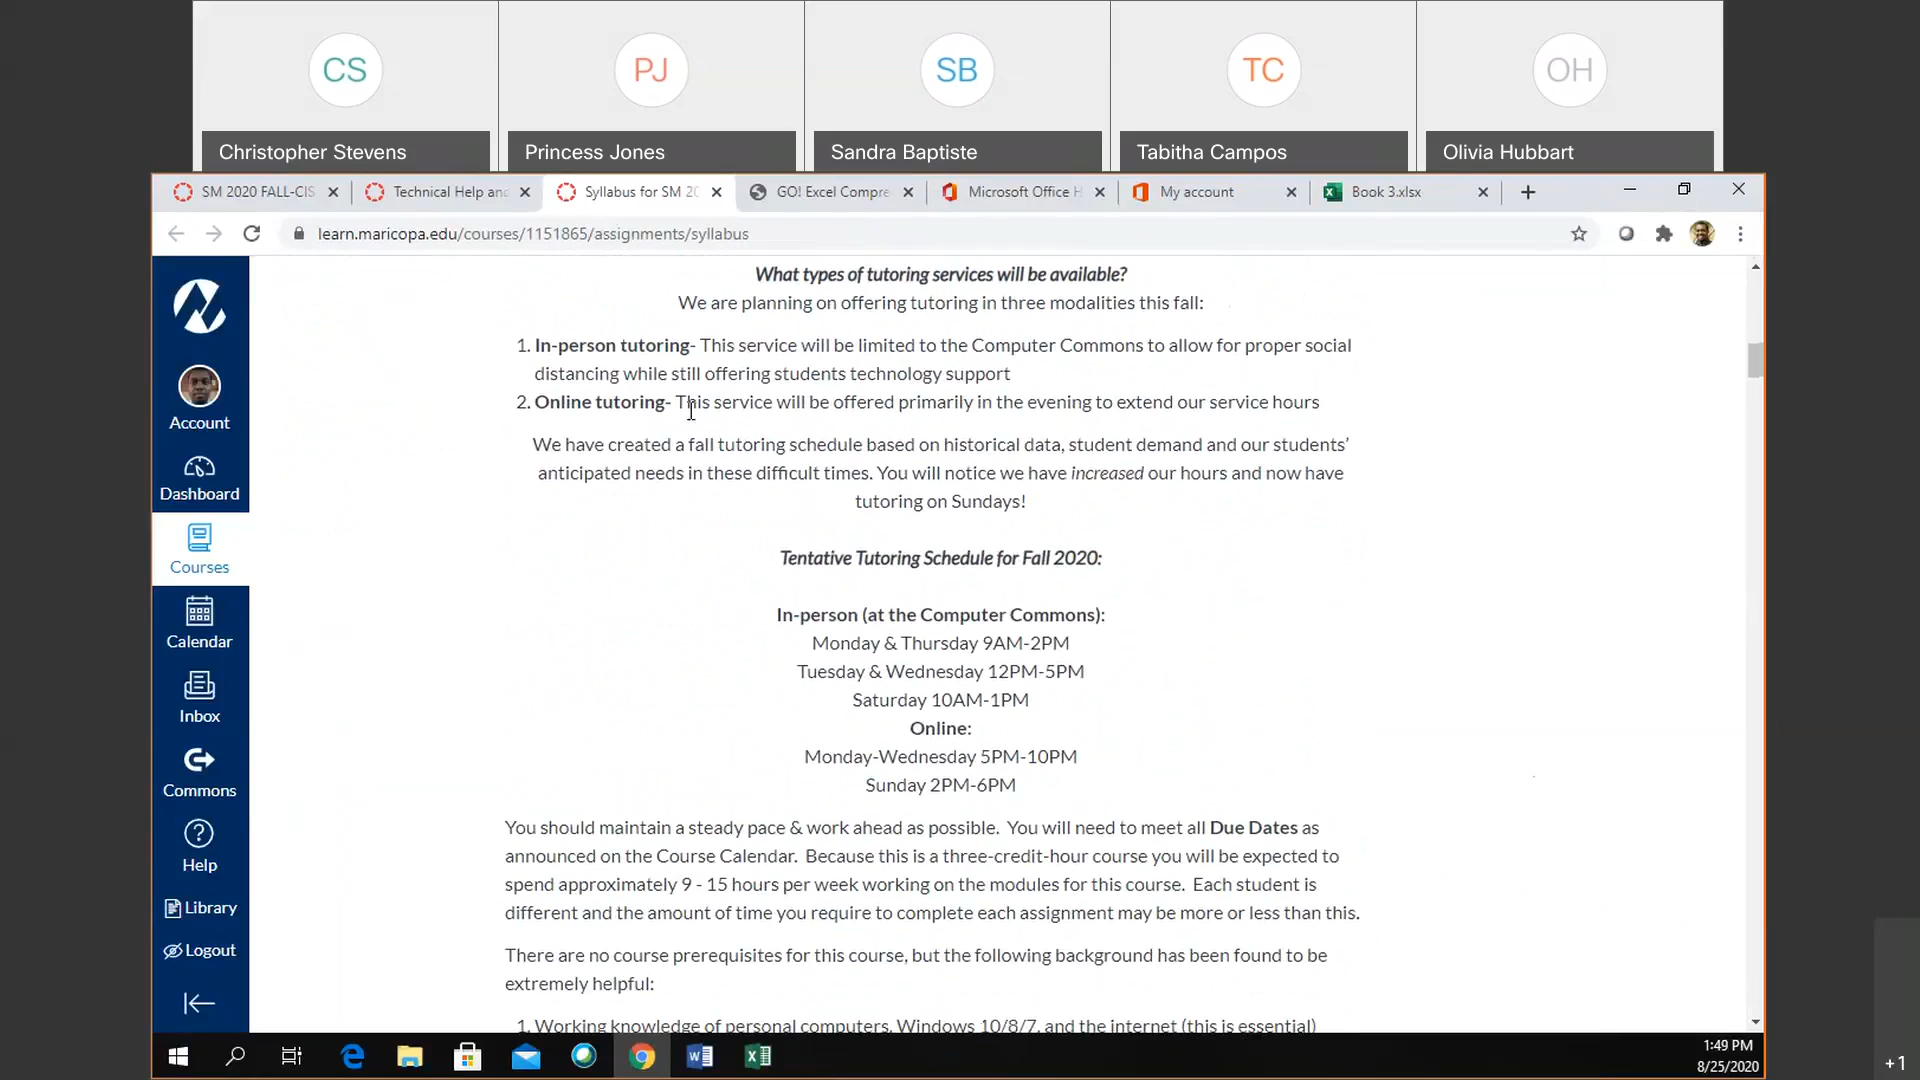 CS
PJ
SB
TC
OH
Christopher Stevens
Princess Jones
Sandra Baptiste
Tabitha Campos
Olivia Hubbart
SM 2020 FALL-CIS
Technical Help and
Syllabus for SM 20
GO! Excel Compre
Microsoft Office H
My account
Book 3.xlsx
learn.maricopa.edu/courses/1151865/assignments/syllabus
Account
Dashboard
Courses
Calendar
Inbox
Commons
Help
Library
Logout
What types of tutoring services will be available?
We are planning on offering tutoring in three modalities this fall:
1. In-person tutoring- This service will be limited to the Computer Commons to allow for proper social
distancing while still offering students technology support
2. Online tutoring- This service will be offered primarily in the evening to extend our service hours
We have created a fall tutoring schedule based on historical data, student demand and our students’
anticipated needs in these difficult times. You will notice we have increased our hours and now have
tutoring on Sundays!
Tentative Tutoring Schedule for Fall 2020:
In-person (at the Computer Commons):
Monday & Thursday 9AM-2PM
Tuesday & Wednesday 12PM-5PM
Saturday 10AM-1PM
Online:
Monday-Wednesday 5PM-10PM
Sunday 2PM-6PM
You should maintain a steady pace & work ahead as possible. You will need to meet all Due Dates as
announced on the Course Calendar. Because this is a three-credit-hour course you will be expected to
spend approximately 9 - 15 hours per week working on the modules for this course. Each student is
different and the amount of time you require to complete each assignment may be more or less than this.
There are no course prerequisites for this course, but the following background has been found to be
extremely helpful:
1. Working knowledge of personal computers, Windows 10/8/7, and the internet (this is essential)
1:49 PM
8/25/2020
+1